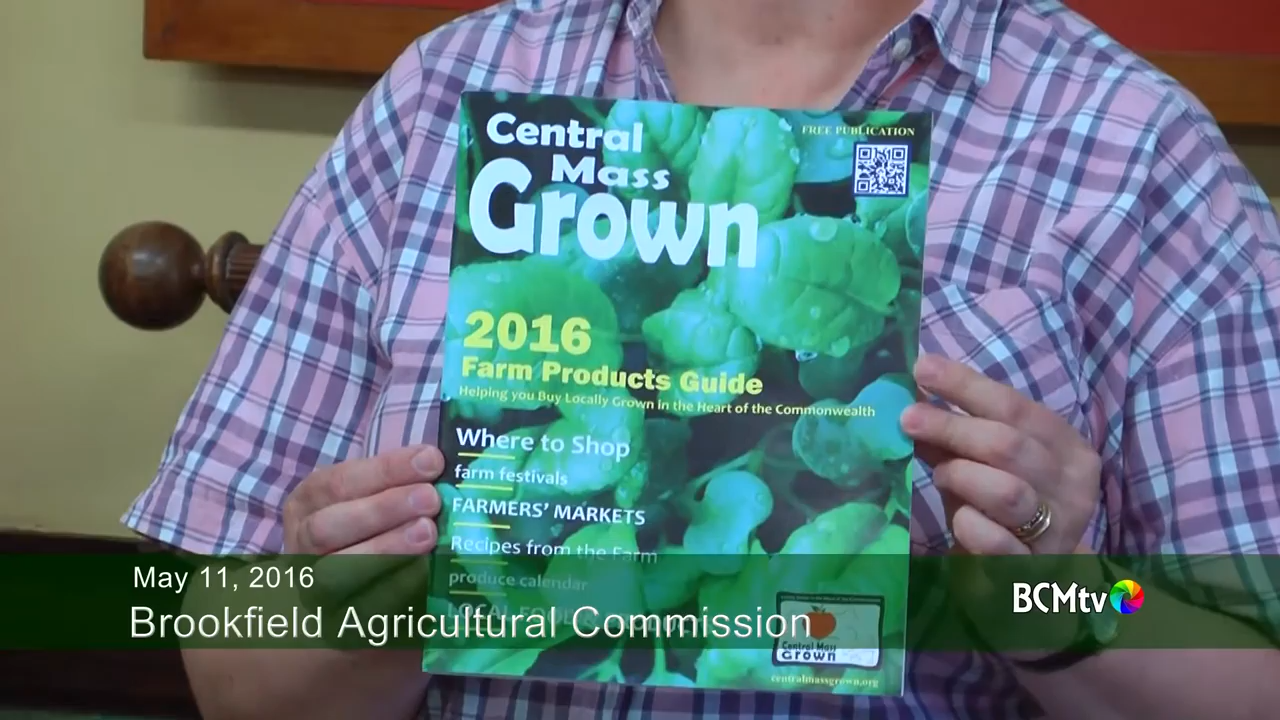 Central
Mass
Grown
FREE PUBLICATION
2016
Farm Products Guide
Helping you Buy Locally Grown in the Heart of the Commonwealth
Where to Shop
farm festivals
FARMERS' MARKETS
Recipes from the Farm
produce calendar
LOCAL FOOD
May 11, 2016
Brookfield Agricultural Commission
BCMtv
Central Mass
GROWN
centralmassgrown.org